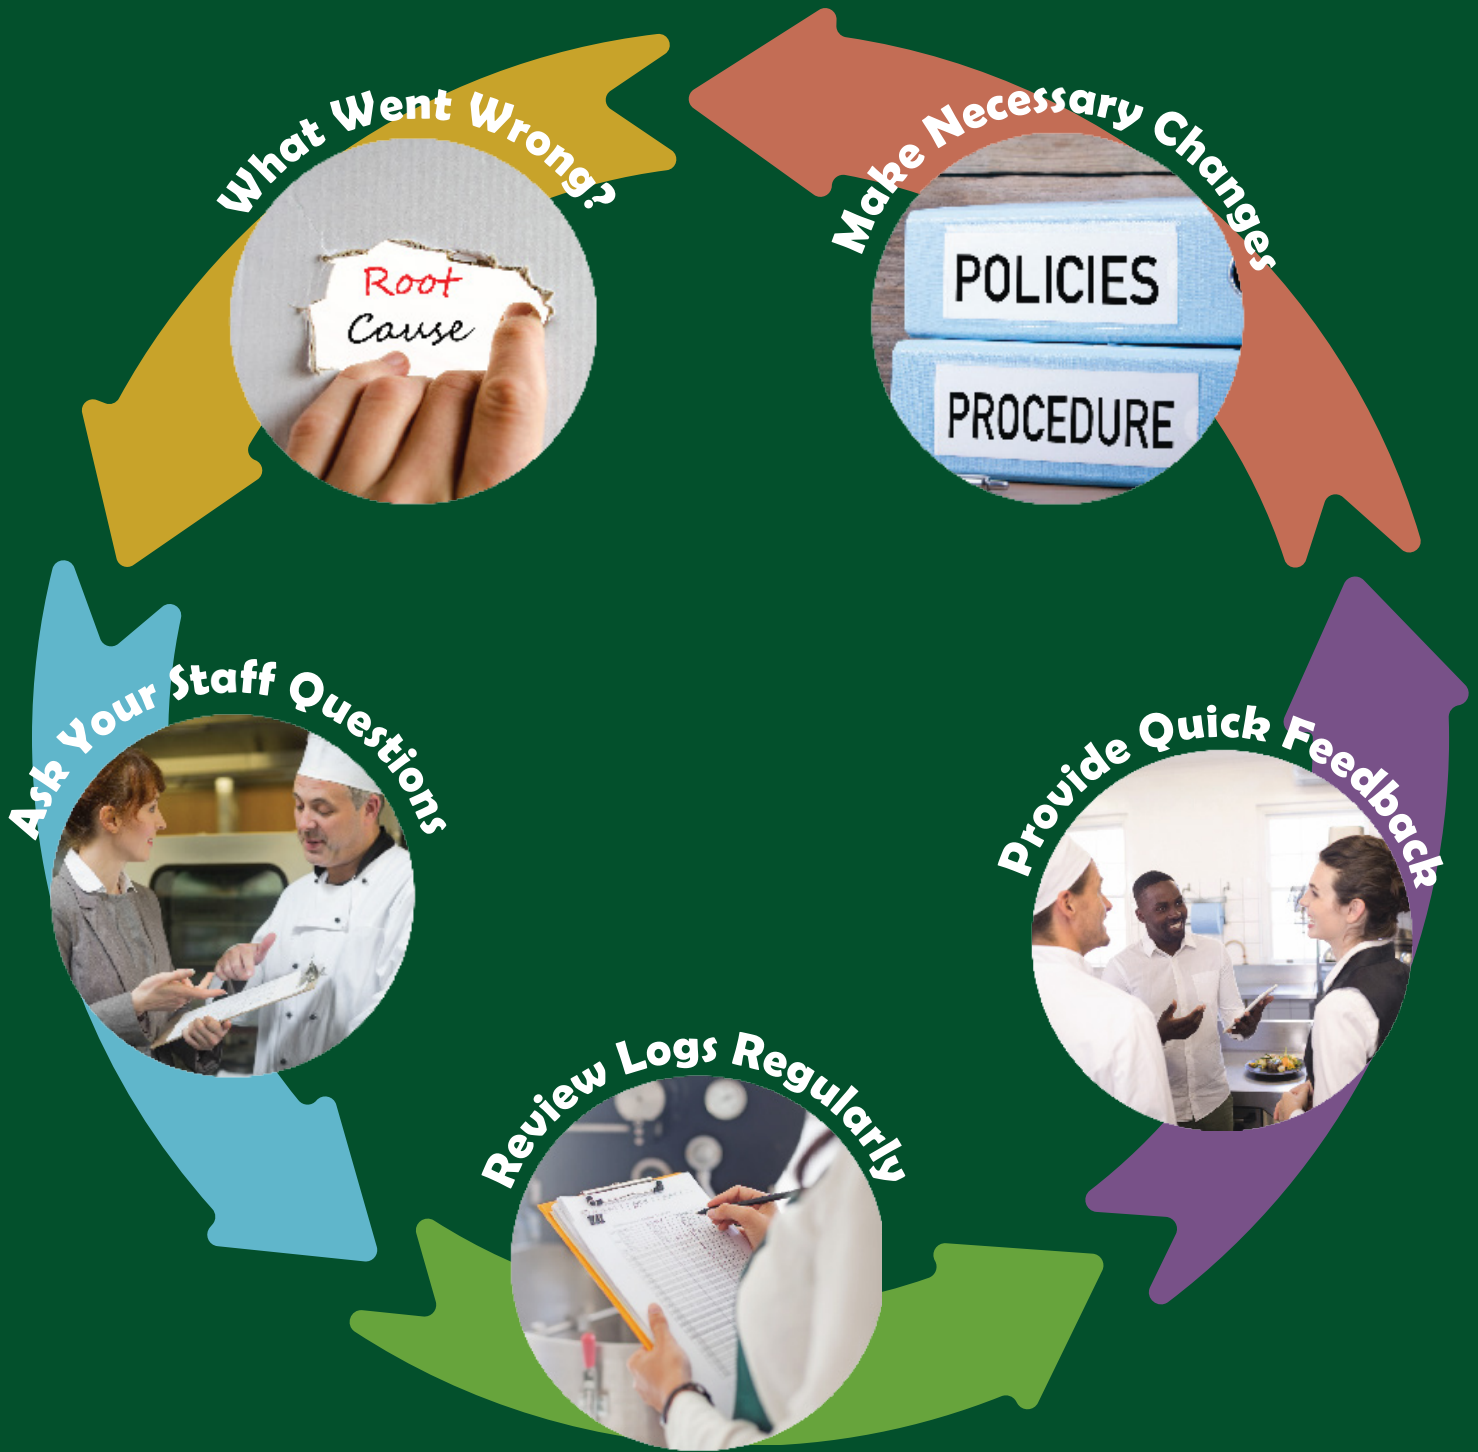 What Went Wrong?
Root
Cause
Make Necessary Changes
POLICIES
PROCEDURE
Ask Your Staff Questions
Provide Quick Feedback
Review Logs Regularly